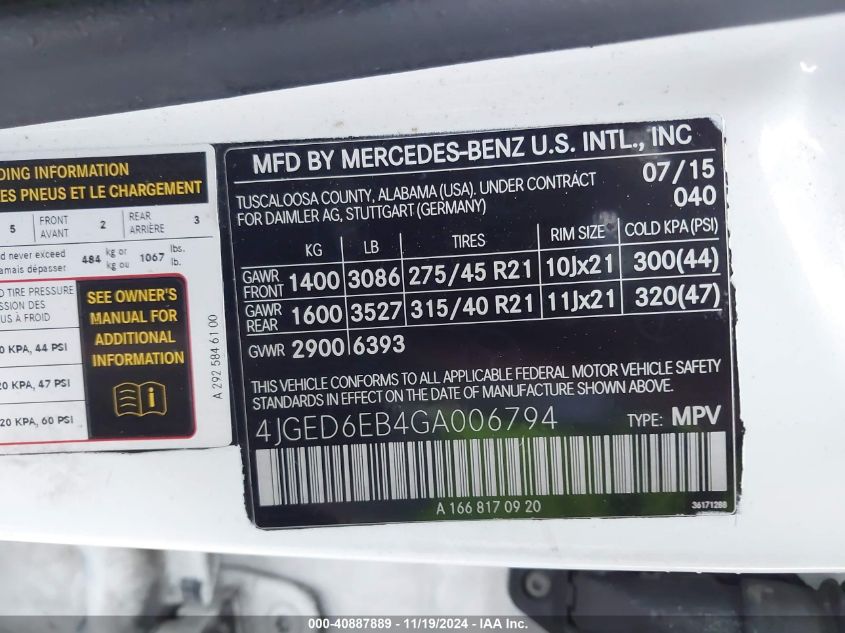 DING INFORMATION
ES PNEUS ET LE CHARGEMENT
5 FRONT AVANT 2 REAR ARRIÈRE 3
d never exceed
amais dépasser 484 kg or kg ou 1067 lbs. lb.
D TIRE PRESSURE
SSION DES
US À FROID
0 KPA, 44 PSI
20 KPA, 47 PSI
20 KPA, 60 PSI
SEE OWNER'S
MANUAL FOR
ADDITIONAL
INFORMATION
A 292 584 61 00
MFD BY MERCEDES-BENZ U.S. INTL., INC
TUSCALOOSA COUNTY, ALABAMA (USA). UNDER CONTRACT
FOR DAIMLER AG, STUTTGART (GERMANY)
07/15
040
KG LB TIRES RIM SIZE COLD KPA (PSI)
GAWR FRONT 1400 3086 275/45 R21 10Jx21 300(44)
GAWR REAR 1600 3527 315/40 R21 11Jx21 320(47)
GVWR 2900 6393
THIS VEHICLE CONFORMS TO ALL APPLICABLE FEDERAL MOTOR VEHICLE SAFETY
STANDARDS IN EFFECT ON THE DATE OF MANUFACTURE SHOWN ABOVE.
4JGED6EB4GA006794 TYPE: MPV
A 166 817 09 20
36171288
000-40887889 - 11/19/2024 - IAA Inc.